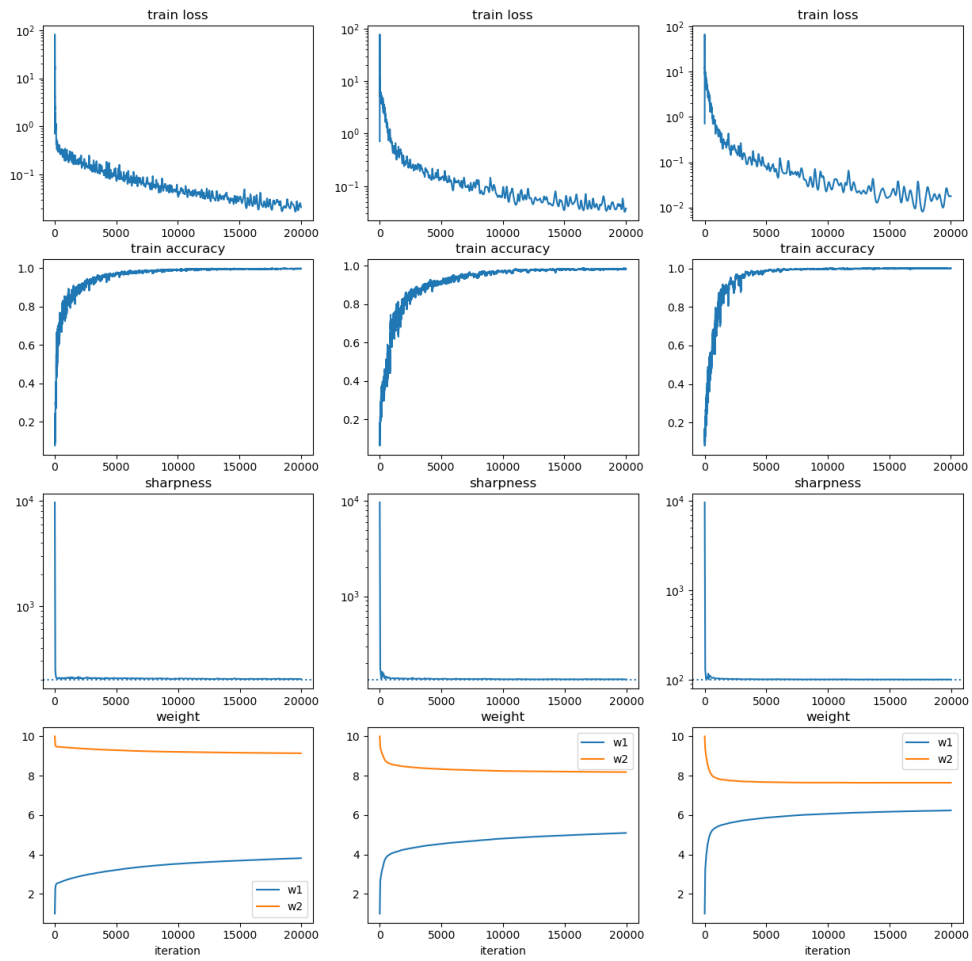 train loss train loss train loss
10² 10² 10²
10¹ 10¹ 10¹
10⁰ 10⁰ 10⁰
10⁻¹ 10⁻¹ 10⁻¹
10⁻²
0 5000 10000 15000 20000 0 5000 10000 15000 20000 0 5000 10000 15000 20000
train accuracy train accuracy train accuracy
1.0 1.0 1.0
0.8 0.8 0.8
0.6 0.6 0.6
0.4 0.4 0.4
0.2 0.2 0.2
0 5000 10000 15000 20000 0 5000 10000 15000 20000 0 5000 10000 15000 20000
sharpness sharpness sharpness
10⁴ 10⁴ 10⁴
10³ 10³ 10³
10²
0 5000 10000 15000 20000 0 5000 10000 15000 20000 0 5000 10000 15000 20000
weight weight weight
10 10 w1 10 w1
w2 w2
8 8 8
6 6 6
4 4 4
w1
2 w2 2 2
0 5000 10000 15000 20000 0 5000 10000 15000 20000 0 5000 10000 15000 20000
iteration iteration iteration